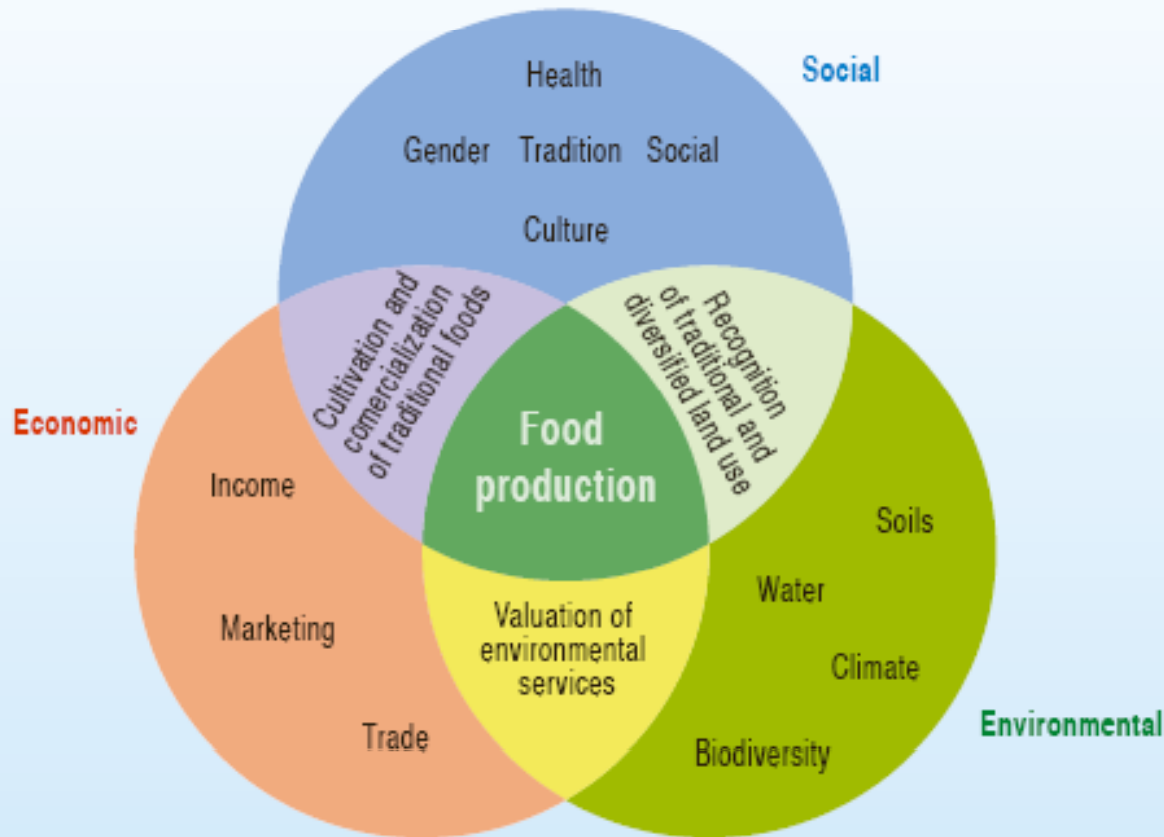 Social
Health
Gender Tradition Social
Culture
Cultivation and
comercialization
of traditional foods
Recognition
of traditional and
diversified land use
Economic
Food
production
Income
Marketing
Trade
Valuation of
environmental
services
Soils
Water
Climate
Biodiversity
Environmental